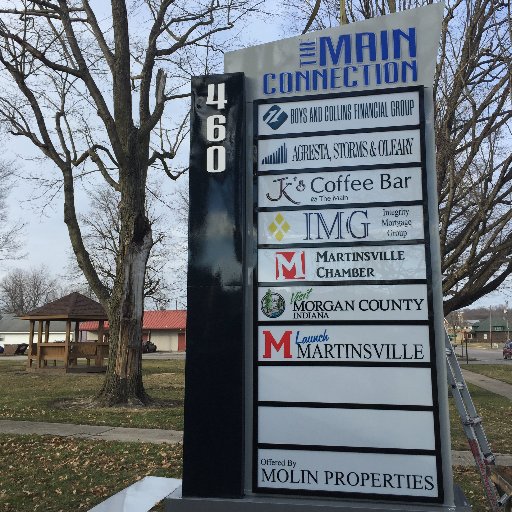 THE MAIN
CONNECTION
460
BOYS AND COLLINS FINANCIAL GROUP
AGRESTA, STORMS & O'LEARY
JK's Coffee Bar
@ The Main
IMG Integrity
Mortgage
Group
M MARTINSVILLE
CHAMBER
Visit
MORGAN COUNTY
INDIANA
M Launch
MARTINSVILLE
Offered By
MOLIN PROPERTIES